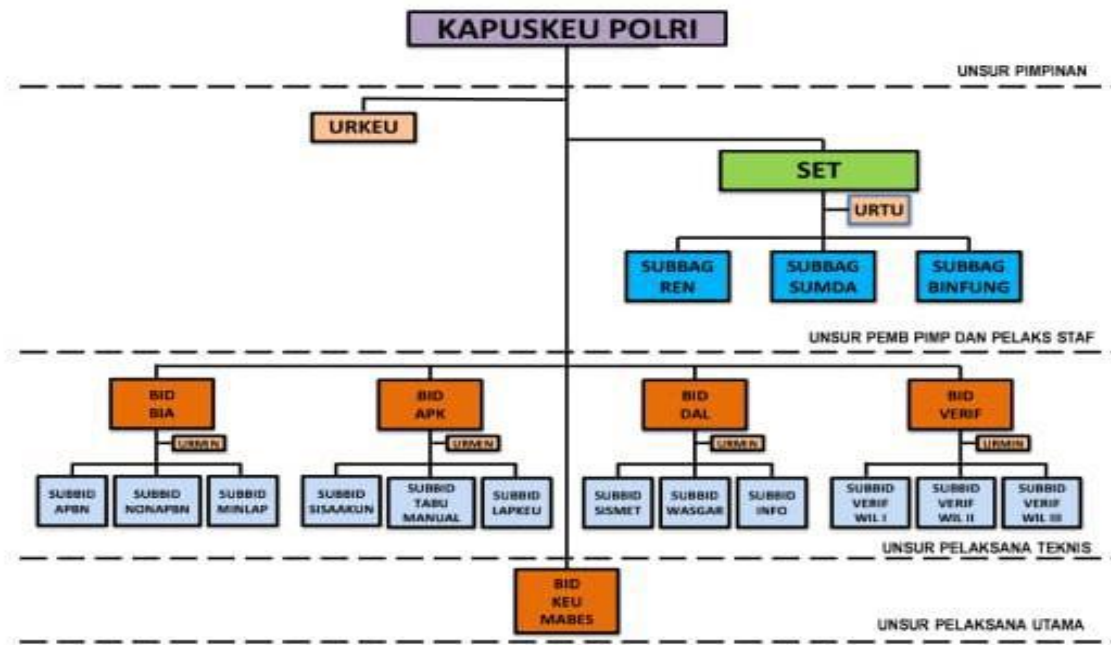 KAPUSKEU POLRI
UNSUR PIMPINAN
URKEU
SET
URTU
SUBBAG
REN
SUBBAG
SUMDA
SUBBAG
BINFUNG
UNSUR PEMB PIMP DAN PELAKS STAF
BID
BIA
BID
APK
BID
DAL
BID
VERIF
URMEN
URMEN
URMEN
URMIN
SUBBID
APBN
SUBBID
NONAPBN
SUBBID
MINLAP
SUBBID
SISAAKUN
SUBBID
TABU
MANUAL
SUBBID
LAPKEU
SUBBID
SISMET
SUBBID
WASGAR
SUBBID
INFO
SUBBID
VERIF
WIL I
SUBBID
VERIF
WIL II
SUBBID
VERIF
WIL III
UNSUR PELAKSANA TEKNIS
BID
KEU
MABES
UNSUR PELAKSANA UTAMA